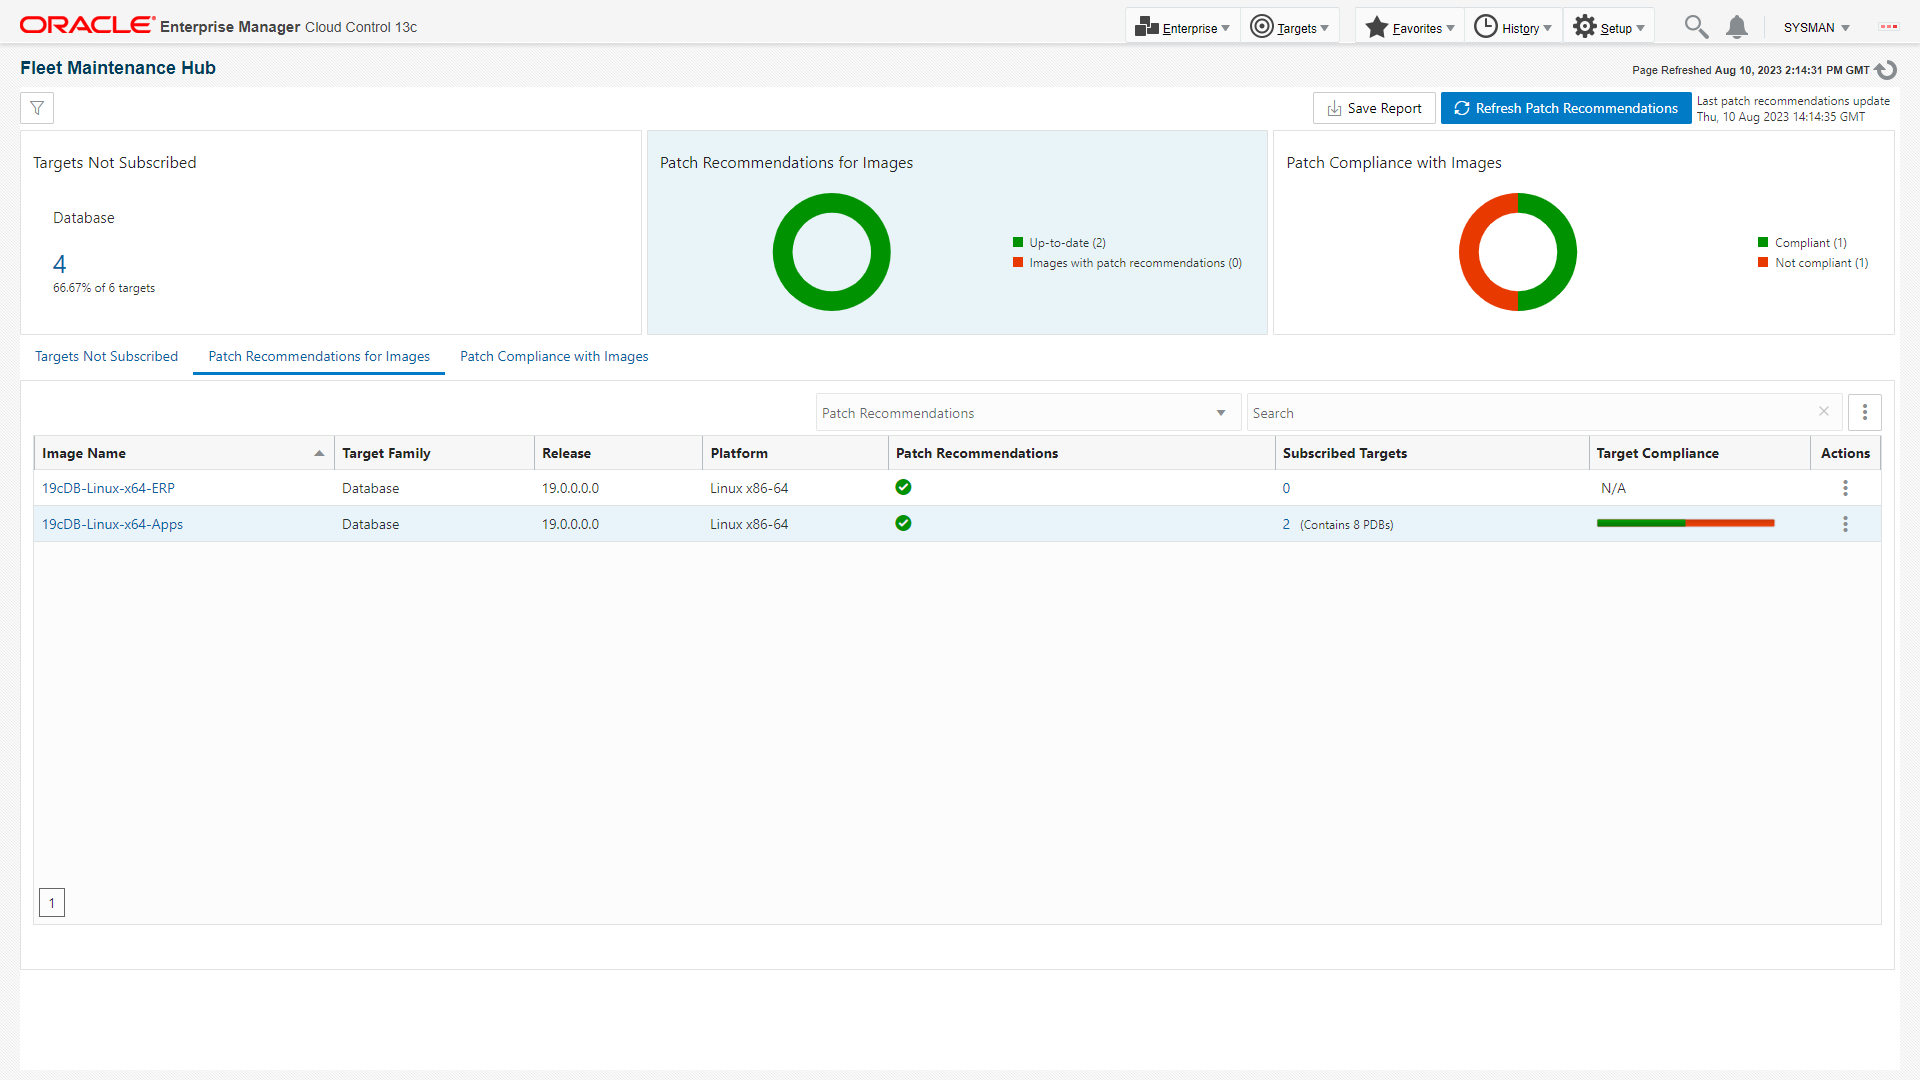 ORACLE Enterprise Manager Cloud Control 13c
Enterprise Targets Favorites History Setup SYSMAN
Fleet Maintenance Hub
Page Refreshed Aug 10, 2023 2:14:31 PM GMT
Save Report
Refresh Patch Recommendations
Last patch recommendations update
Thu, 10 Aug 2023 14:14:35 GMT
Targets Not Subscribed
Database
4
66.67% of 6 targets
Patch Recommendations for Images
Up-to-date (2)
Images with patch recommendations (0)
Patch Compliance with Images
Compliant (1)
Not compliant (1)
Targets Not Subscribed Patch Recommendations for Images Patch Compliance with Images
Patch Recommendations Search
Image Name Target Family Release Platform Patch Recommendations Subscribed Targets Target Compliance Actions
19cDB-Linux-x64-ERP Database 19.0.0.0.0 Linux x86-64 0 N/A
19cDB-Linux-x64-Apps Database 19.0.0.0.0 Linux x86-64 2 (Contains 8 PDBs)
1